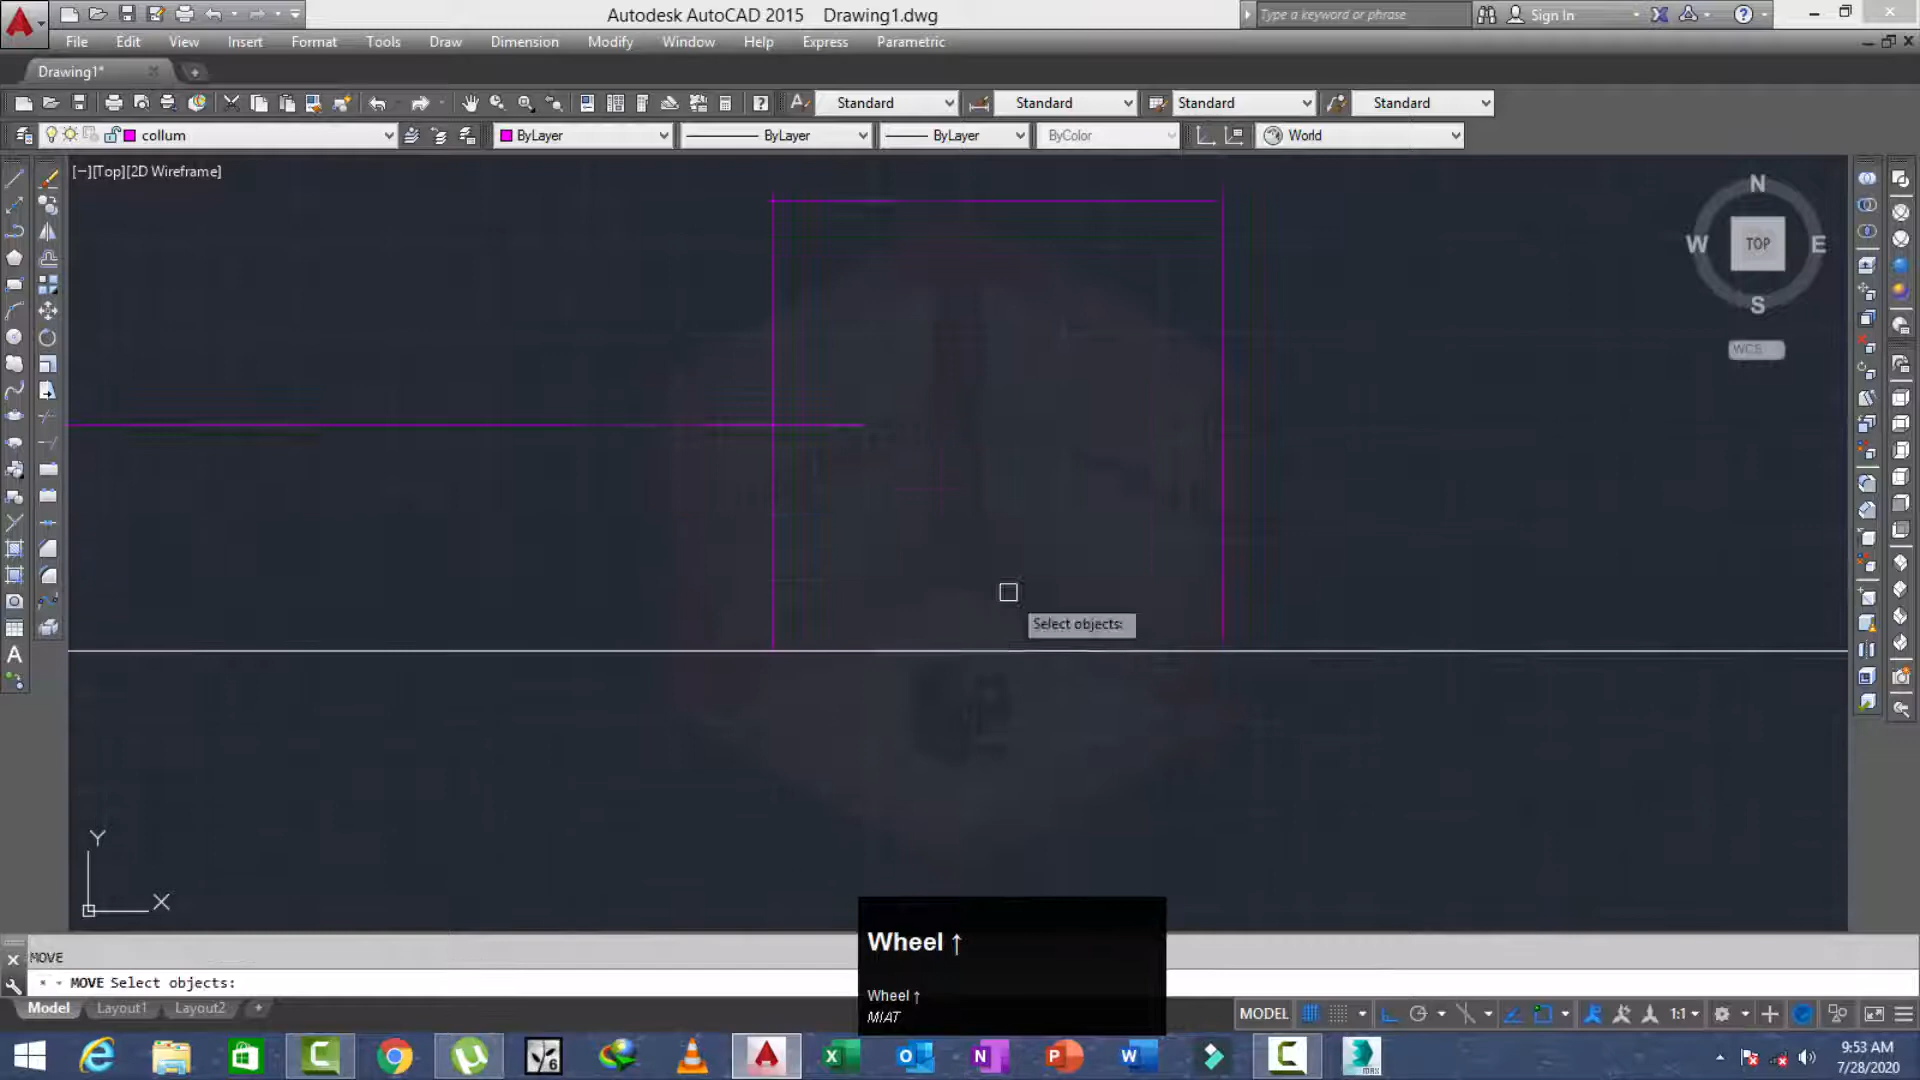 Autodesk AutoCAD 2015 Drawing1.dwg
Type a keyword or phrase
Sign In
File Edit View Insert Format Tools Draw Dimension Modify Window Help Express Parametric
Drawing1*
Standard Standard Standard Standard
collum ByLayer ByLayer ByLayer ByColor World
[−][Top][2D Wireframe]
N
W TOP E
S
WCS
Select objects:
Y
X
MOVE
MOVE Select objects:
Wheel ↑
Wheel ↑
M/AT
Model Layout1 Layout2 +
MODEL 1:1
9:53 AM
7/28/2020